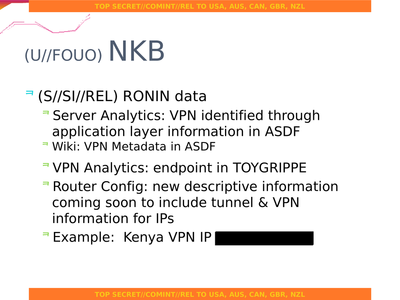 TOP SECRET//COMINT//REL TO USA, AUS, CAN, GBR, NZL
(U//FOUO) NKB
(S//SI//REL) RONIN data
Server Analytics: VPN identified through
application layer information in ASDF
Wiki: VPN Metadata in ASDF
VPN Analytics: endpoint in TOYGRIPPE
Router Config: new descriptive information
coming soon to include tunnel & VPN
information for IPs
Example: Kenya VPN IP
TOP SECRET//COMINT//REL TO USA, AUS, CAN, GBR, NZL